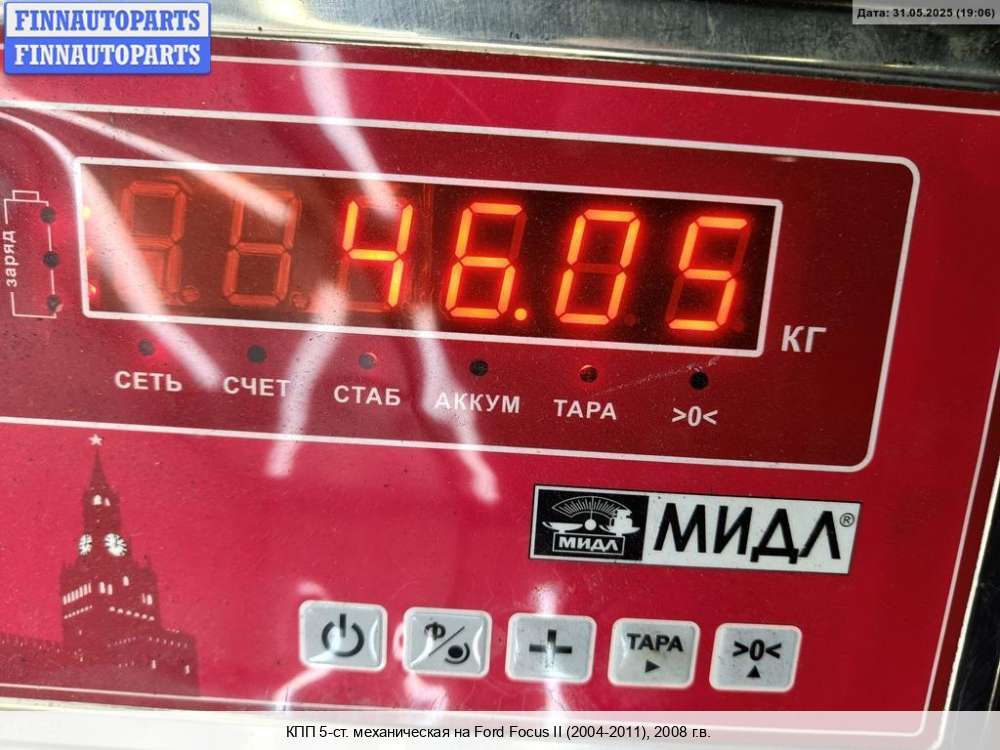 FINNAUTOPARTS
FINNAUTOPARTS
Дата: 31.05.2025 (19:06)
заряд
46.05
КГ
СЕТЬ СЧЕТ СТАБ АККУМ ТАРА >0<
МИДЛ МИДЛ®
Ф ТАРА >0<
КПП 5-ст. механическая на Ford Focus II (2004-2011), 2008 г.в.